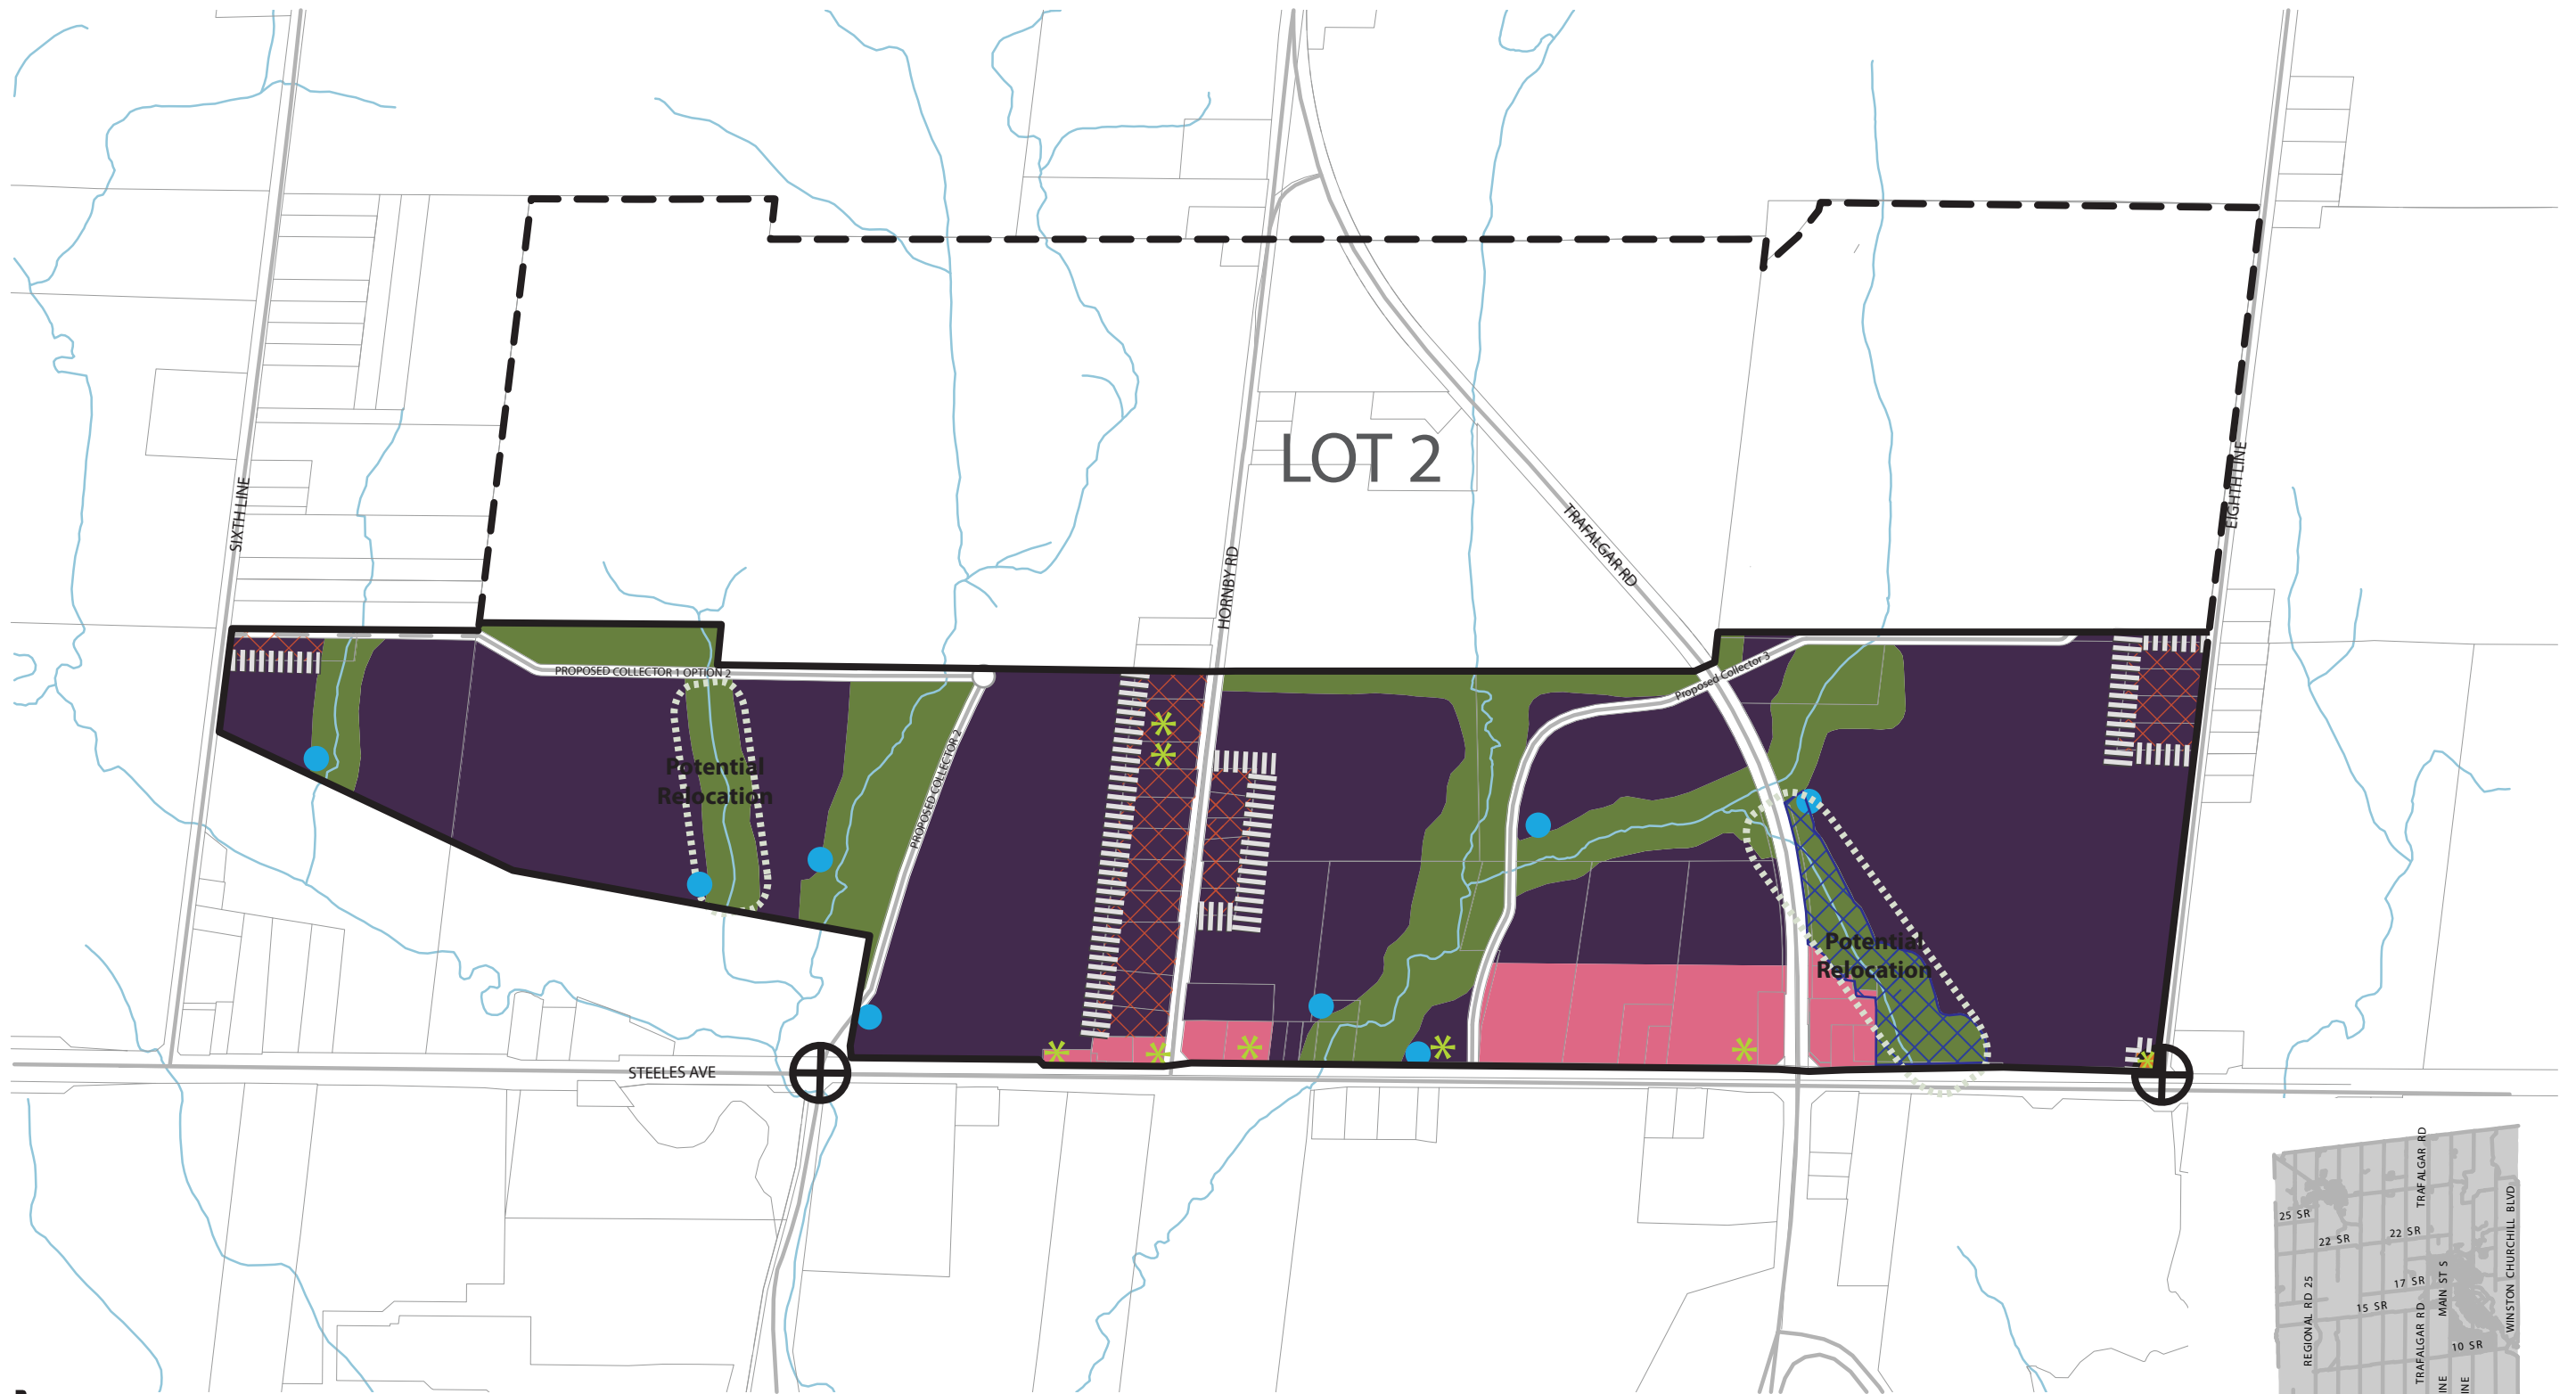 LOT 2
SIXTH LINE
HORNBY RD
TRAFALGAR RD
EIGHTH LINE
PROPOSED COLLECTOR 1 OPTION 2
Proposed Collector 3
PROPOSED COLLECTOR 2
Potential
Relocation
Potential
Relocation
STEELES AVE
25 SR
22 SR
22 SR
17 SR
15 SR
10 SR
REGIONAL RD 25
TRAFALGAR RD
TRAFALGAR RD
MAIN ST S
WINSTON CHURCHILL BLVD
INE
INE